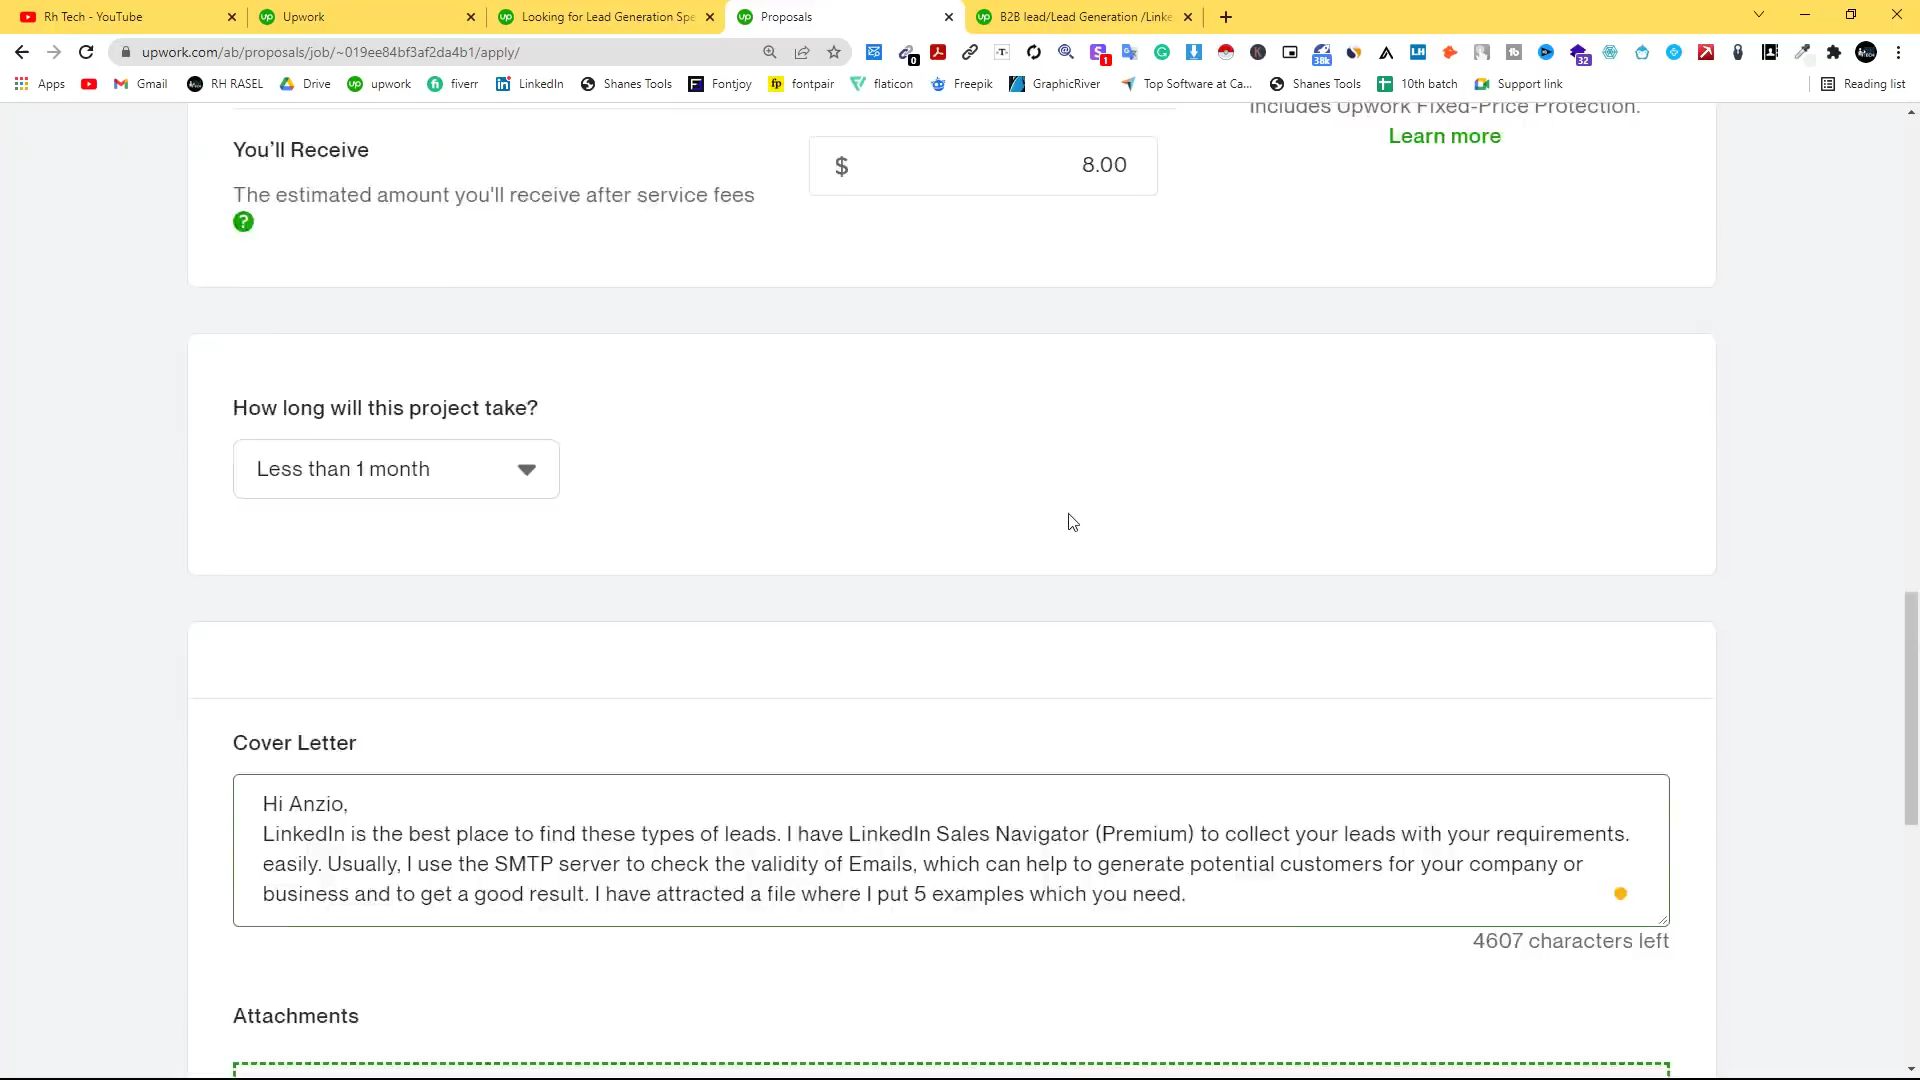 Rh Tech - YouTube
Upwork
Looking for Lead Generation Spe
Proposals
B2B lead/Lead Generation /Linke
upwork.com/ab/proposals/job/~019ee84bf3af2da4b1/apply/
0
1
38k
32
Apps
Gmail
RH RASEL
Drive
upwork
fiverr
LinkedIn
Shanes Tools
Fontjoy
fontpair
flaticon
Freepik
GraphicRiver
Top Software at Ca...
Shanes Tools
10th batch
Support link
Reading list
Includes Upwork Fixed-Price Protection.
Learn more
You’ll Receive
$ 8.00
The estimated amount you'll receive after service fees
?
How long will this project take?
Less than 1 month
Cover Letter
Hi Anzio,
LinkedIn is the best place to find these types of leads. I have LinkedIn Sales Navigator (Premium) to collect your leads with your requirements.
easily. Usually, I use the SMTP server to check the validity of Emails, which can help to generate potential customers for your company or
business and to get a good result. I have attracted a file where I put 5 examples which you need.
4607 characters left
Attachments